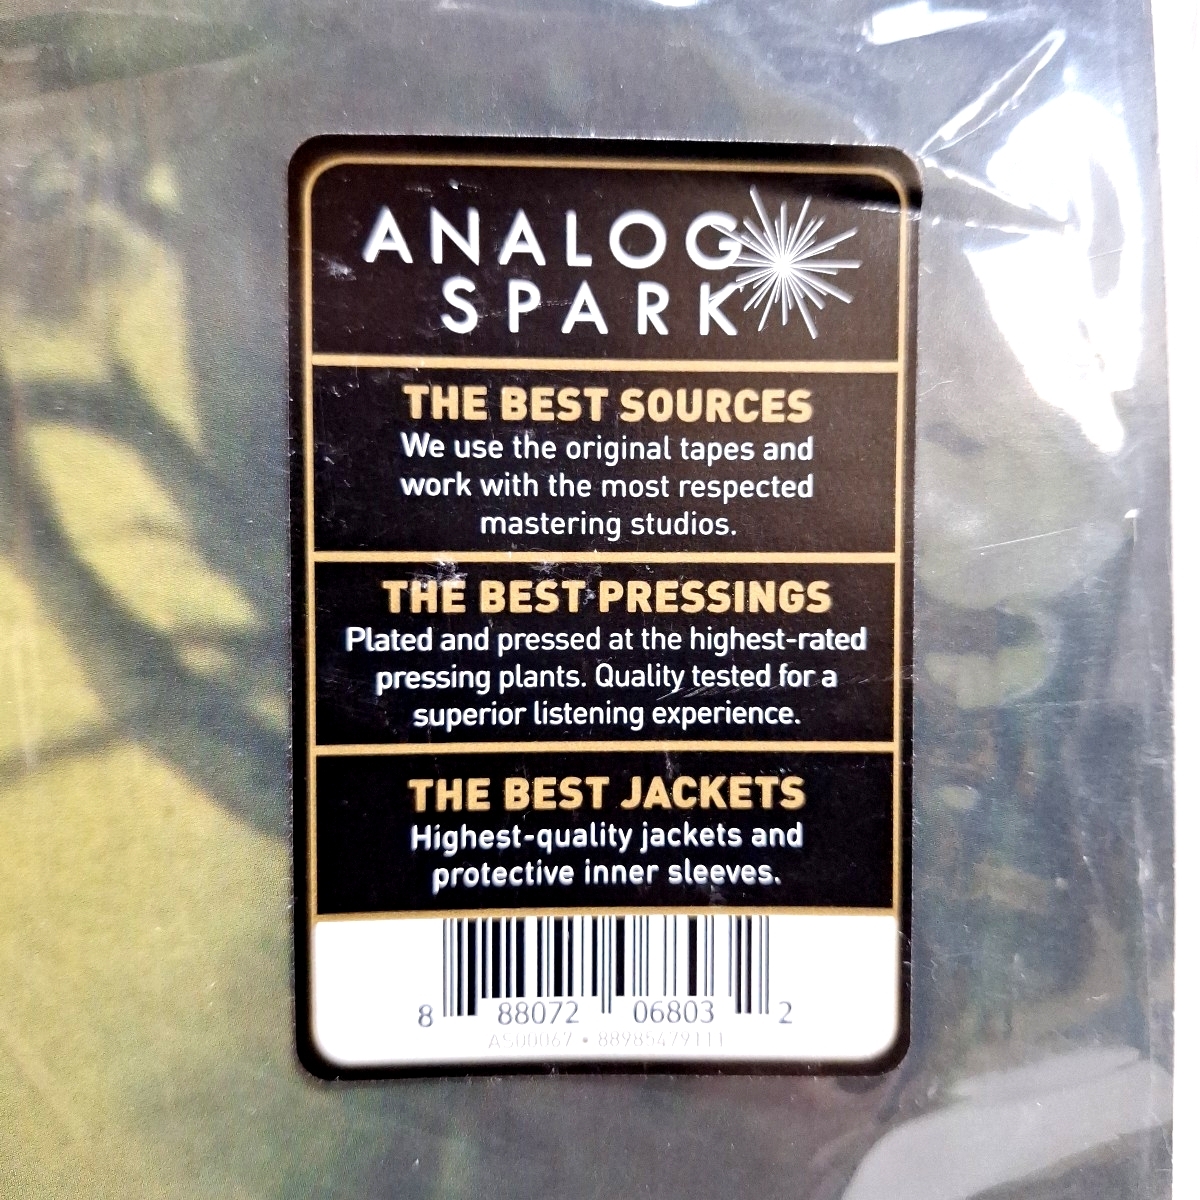 ANALOG
SPARK
THE BEST SOURCES
We use the original tapes and
work with the most respected
mastering studios.
THE BEST PRESSINGS
Plated and pressed at the highest-rated
pressing plants. Quality tested for a
superior listening experience.
THE BEST JACKETS
Highest-quality jackets and
protective inner sleeves.
8 88072 06803 2
AS00067 • 88985479111